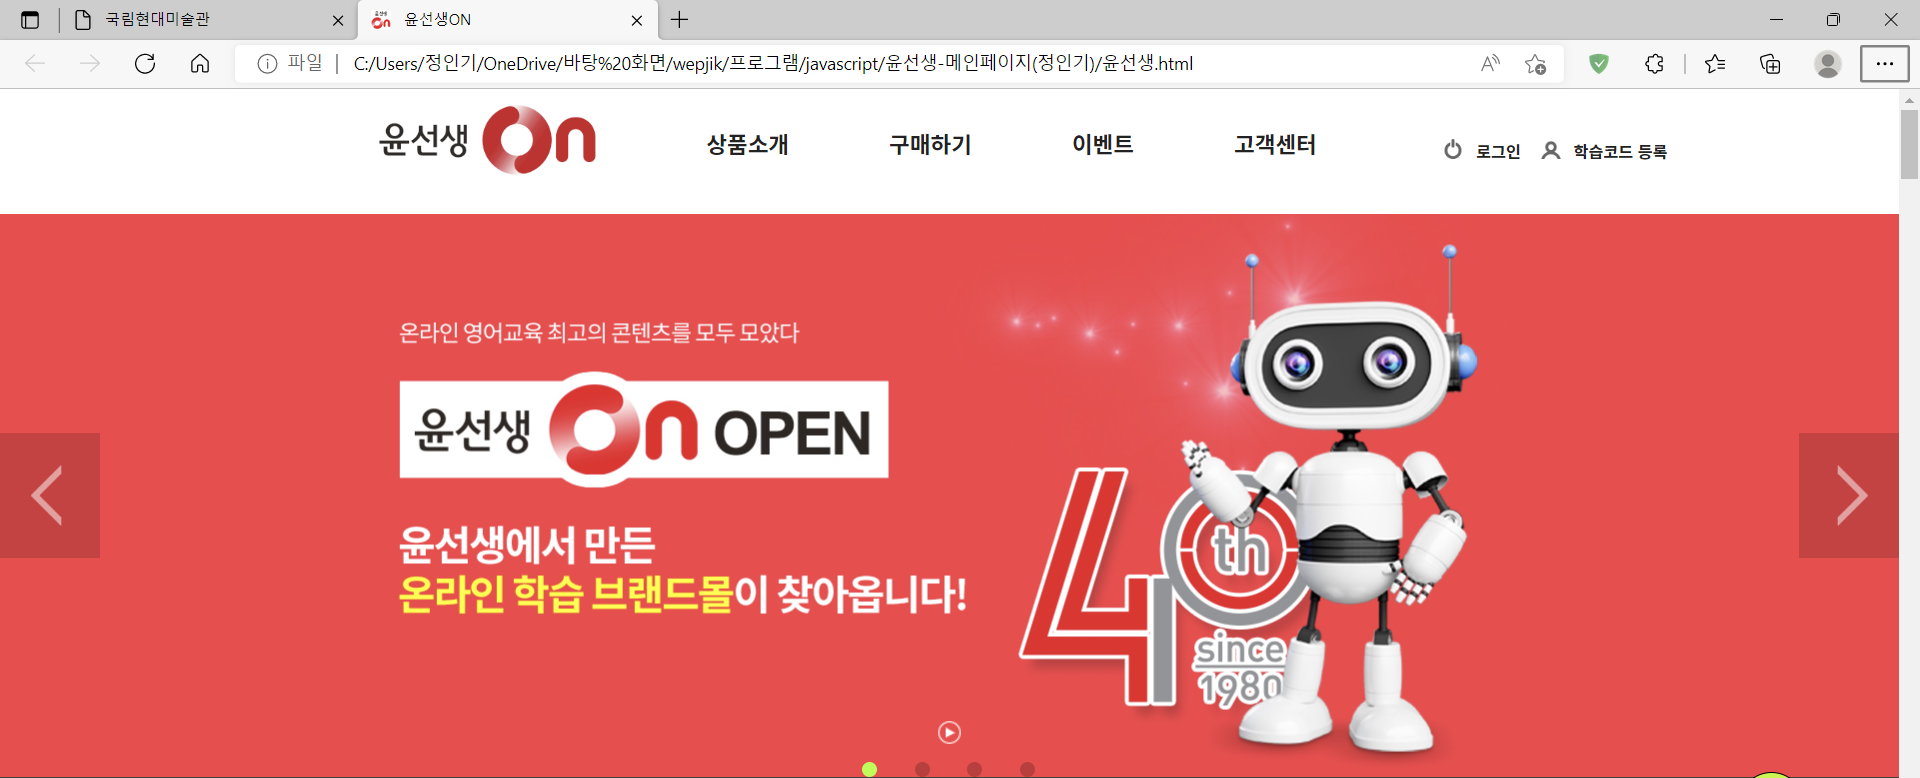 국립현대미술관
윤선생ON
파일
C:/Users/정인기/OneDrive/바탕%20화면/wepjik/프로그램/javascript/윤선생-메인페이지(정인기)/윤선생.html
윤선생 On
상품소개 구매하기 이벤트 고객센터
로그인 학습코드 등록
온라인 영어교육 최고의 콘텐츠를 모두 모았다
윤선생 On OPEN
윤선생에서 만든
온라인 학습 브랜드몰이 찾아옵니다!
40th
since
1980